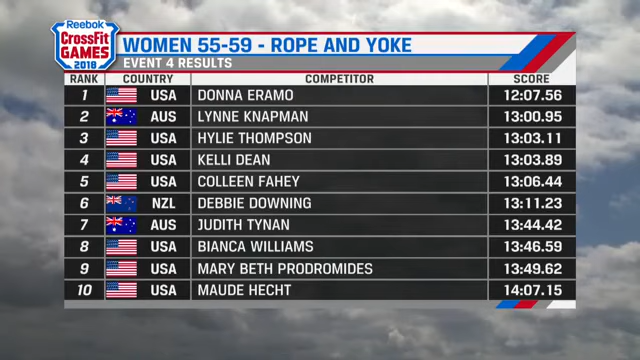 Reebok
CrossFit
GAMES
2018
WOMEN 55-59 - ROPE AND YOKE
EVENT 4 RESULTS
RANK COUNTRY COMPETITOR SCORE
1 USA DONNA ERAMO 12:07.56
2 AUS LYNNE KNAPMAN 13:00.95
3 USA HYLIE THOMPSON 13:03.11
4 USA KELLI DEAN 13:03.89
5 USA COLLEEN FAHEY 13:06.44
6 NZL DEBBIE DOWNING 13:11.23
7 AUS JUDITH TYNAN 13:44.42
8 USA BIANCA WILLIAMS 13:46.59
9 USA MARY BETH PRODROMIDES 13:49.62
10 USA MAUDE HECHT 14:07.15